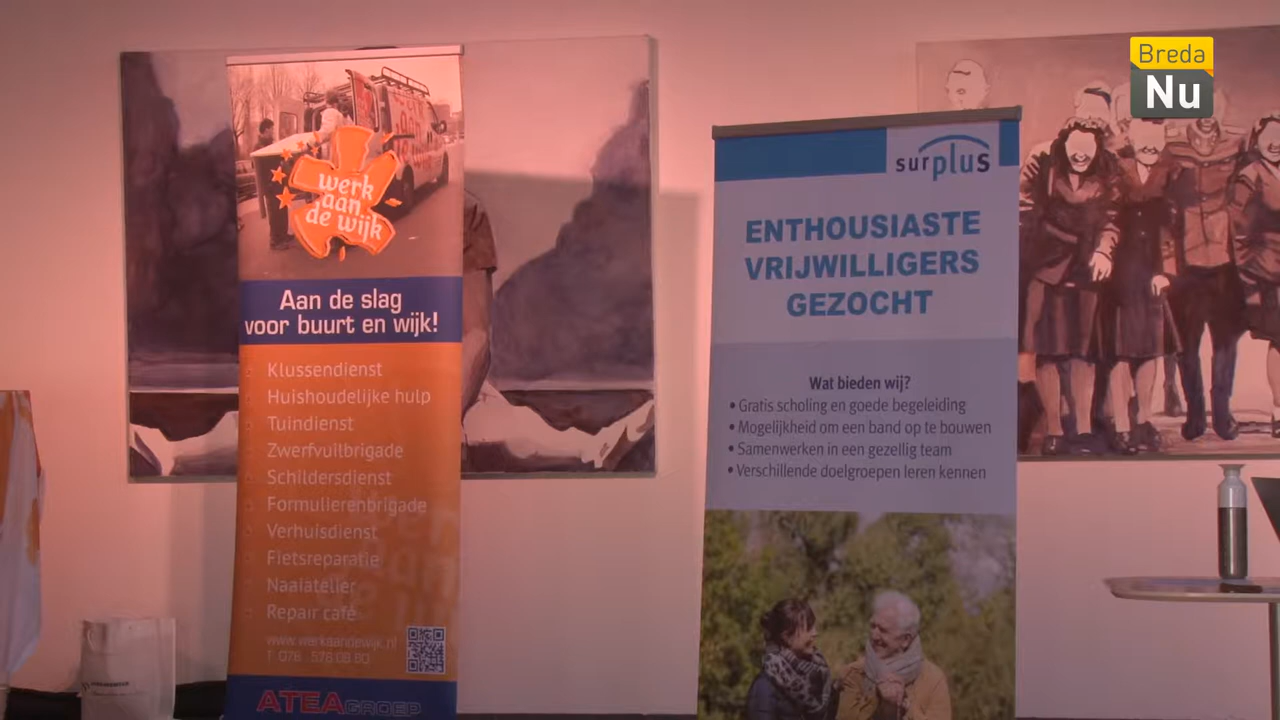 Breda
Nu
werk
aan
de wijk
Aan de slag
voor buurt en wijk!
Klussendienst
Huishoudelijke hulp
Tuindienst
Zwerfvuilbrigade
Schildersdienst
Formulierenbrigade
Verhuisdienst
Fietsreparatie
Naaiatelier
Repair café
www.werkaandewijk.nl
T 078 - 578 08 80
ATEAGROEP
surplus
ENTHOUSIASTE
VRIJWILLIGERS
GEZOCHT
Wat bieden wij?
• Gratis scholing en goede begeleiding
• Mogelijkheid om een band op te bouwen
• Samenwerken in een gezellig team
• Verschillende doelgroepen leren kennen